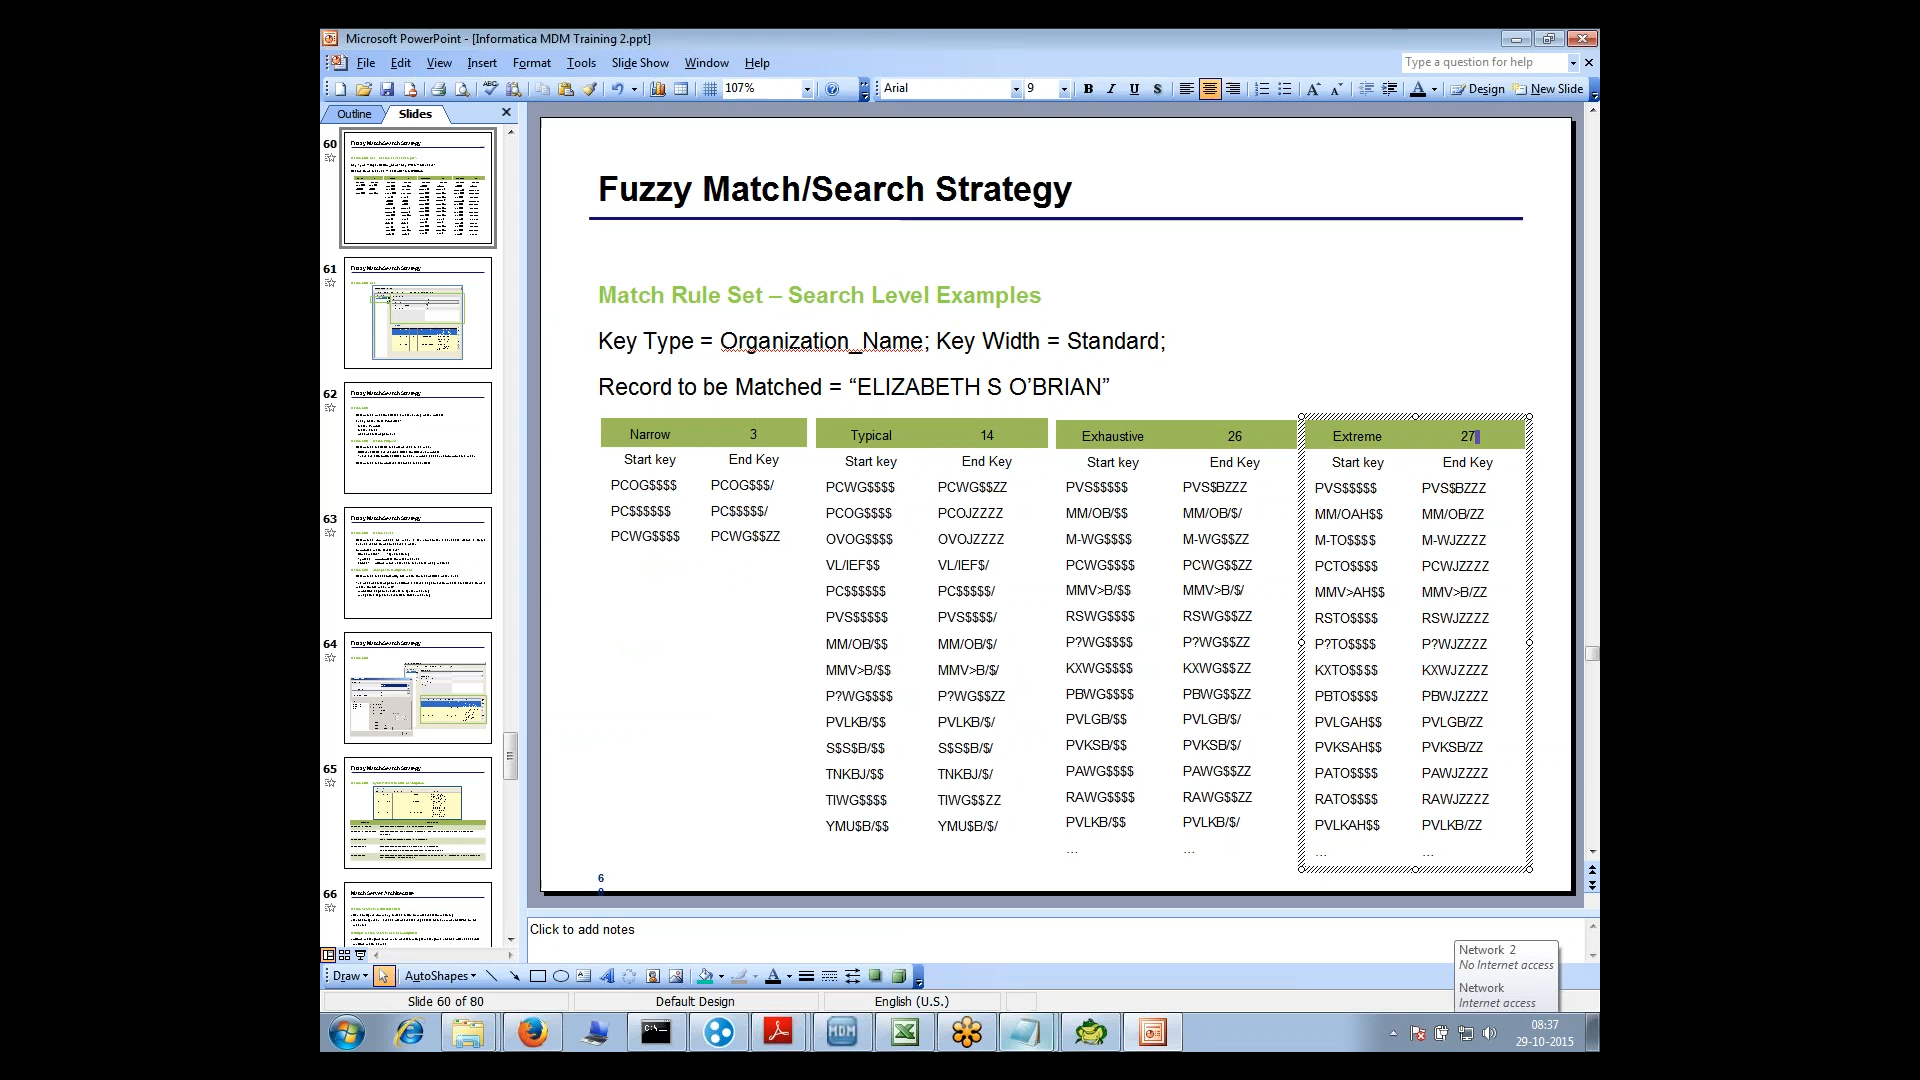 Microsoft PowerPoint - [Informatica MDM Training 2.ppt]
File Edit View Insert Format Tools Slide Show Window Help
Type a question for help
107%
Arial
9
B I U S
Design
New Slide
Outline
Slides
60
61
62
63
64
65
66
Fuzzy Match/Search Strategy
Match Rule Set – Search Level Examples
Key Type = Organization_Name; Key Width = Standard;
Record to be Matched = “ELIZABETH S O’BRIAN”
Narrow 3
Start key End Key
PCOG$$$$ PCOG$$$/
PC$$$$$$ PC$$$$$/
PCWG$$$$ PCWG$$ZZ
Typical 14
Start key End Key
PCWG$$$$ PCWG$$ZZ
PCOG$$$$ PCOJZZZZ
OVOG$$$$ OVOJZZZZ
VL/IEF$$ VL/IEF$/
PC$$$$$$ PC$$$$$/
PVS$$$$$ PVS$$$$/
MM/OB/$$ MM/OB/$/
MMV>B/$$ MMV>B/$/
P?WG$$$$ P?WG$$ZZ
PVLKB/$$ PVLKB/$/
S$S$B/$$ S$S$B/$/
TNKBJ/$$ TNKBJ/$/
TIWG$$$$ TIWG$$ZZ
YMU$B/$$ YMU$B/$/
Exhaustive 26
Start key End Key
PVS$$$$$ PVS$BZZZ
MM/OB/$$ MM/OB/$/
M-WG$$$$ M-WG$$ZZ
PCWG$$$$ PCWG$$ZZ
MMV>B/$$ MMV>B/$/
RSWG$$$$ RSWG$$ZZ
P?WG$$$$ P?WG$$ZZ
KXWG$$$$ KXWG$$ZZ
PBWG$$$$ PBWG$$ZZ
PVLGB/$$ PVLGB/$/
PVKSB/$$ PVKSB/$/
PAWG$$$$ PAWG$$ZZ
RAWG$$$$ RAWG$$ZZ
PVLKB/$$ PVLKB/$/
... ...
Extreme 27
Start key End Key
PVS$$$$$ PVS$BZZZ
MM/OAH$$ MM/OB/ZZ
M-TO$$$$ M-WJZZZZ
PCTO$$$$ PCWJZZZZ
MMV>AH$$ MMV>B/ZZ
RSTO$$$$ RSWJZZZZ
P?TO$$$$ P?WJZZZZ
KXTO$$$$ KXWJZZZZ
PBTO$$$$ PBWJZZZZ
PVLGAH$$ PVLGB/ZZ
PVKSAH$$ PVKSB/ZZ
PATO$$$$ PAWJZZZZ
RATO$$$$ RAWJZZZZ
PVLKAH$$ PVLKB/ZZ
... ...
6
Click to add notes
Network 2
No Internet access
Network
Internet access
Draw
AutoShapes
Slide 60 of 80
Default Design
English (U.S.)
MDM
08:37
29-10-2015